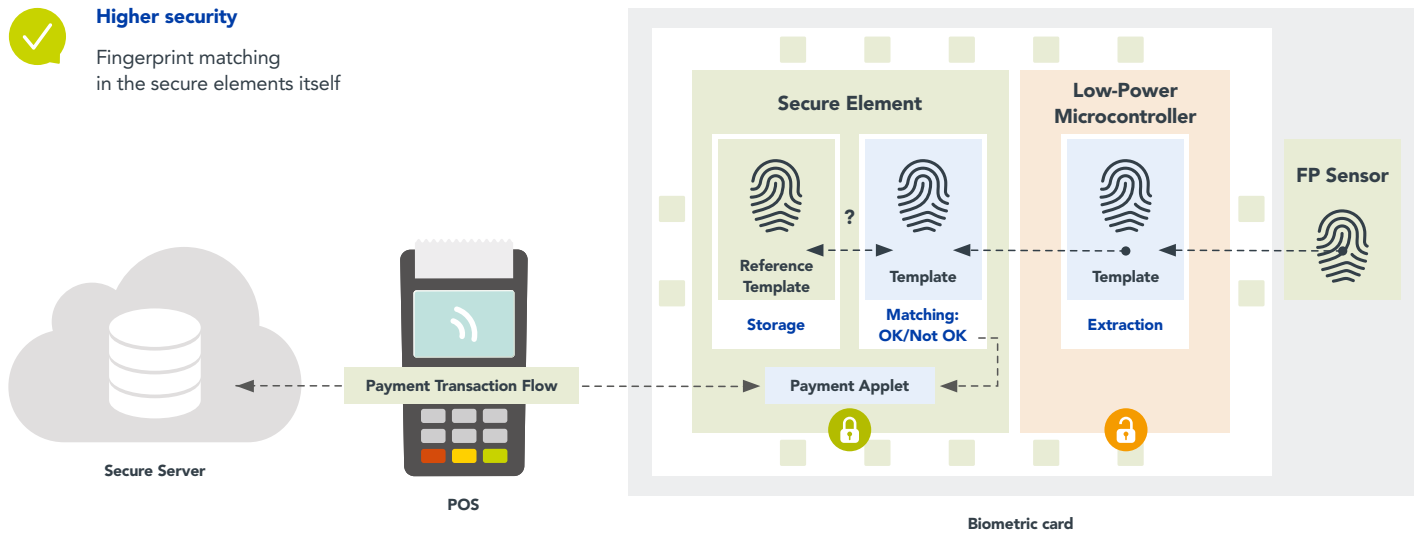 Higher security
Fingerprint matching
in the secure elements itself
Secure Element
Low-Power
Microcontroller
FP Sensor
?
Reference
Template
Template
Template
Storage
Matching:
OK/Not OK
Extraction
Payment Transaction Flow
Payment Applet
Secure Server
POS
Biometric card